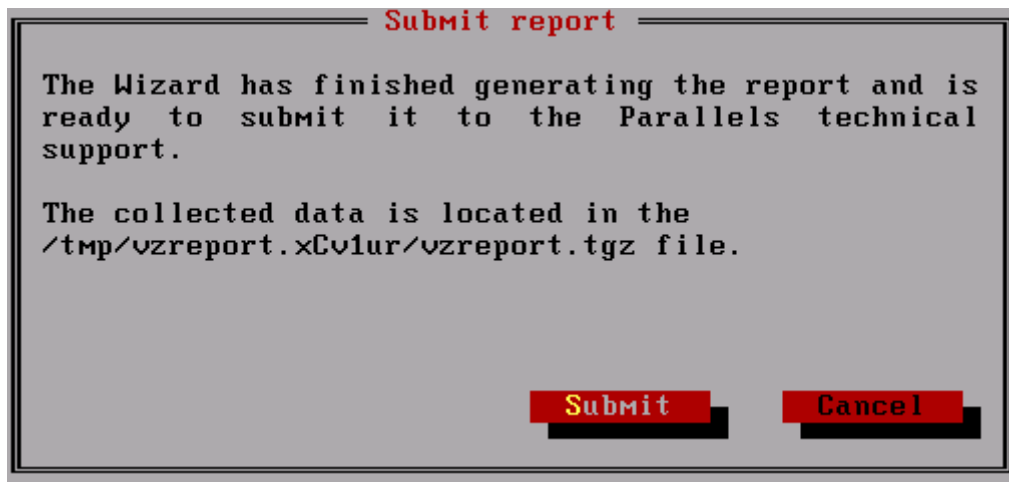 Submit report
The Wizard has finished generating the report and is
ready to submit it to the Parallels technical
support.
The collected data is located in the
/tmp/vzreport.xCv1ur/vzreport.tgz file.
Submit Cancel